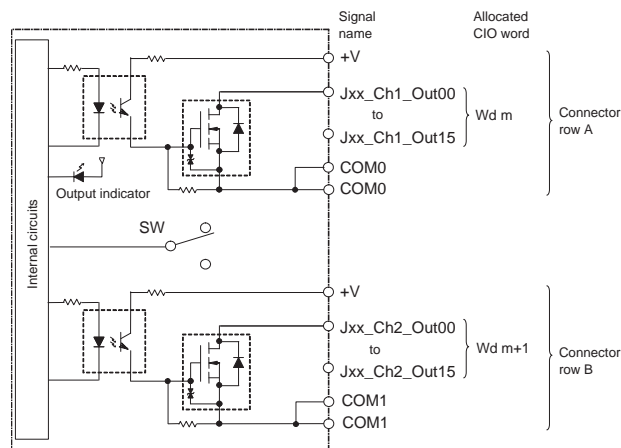 Signal
name
Allocated
CIO word
+V
Jxx_Ch1_Out00
to
Jxx_Ch1_Out15
Wd m
Connector
row A
COM0
COM0
Output indicator
SW
Internal circuits
+V
Jxx_Ch2_Out00
to
Jxx_Ch2_Out15
Wd m+1
Connector
row B
COM1
COM1